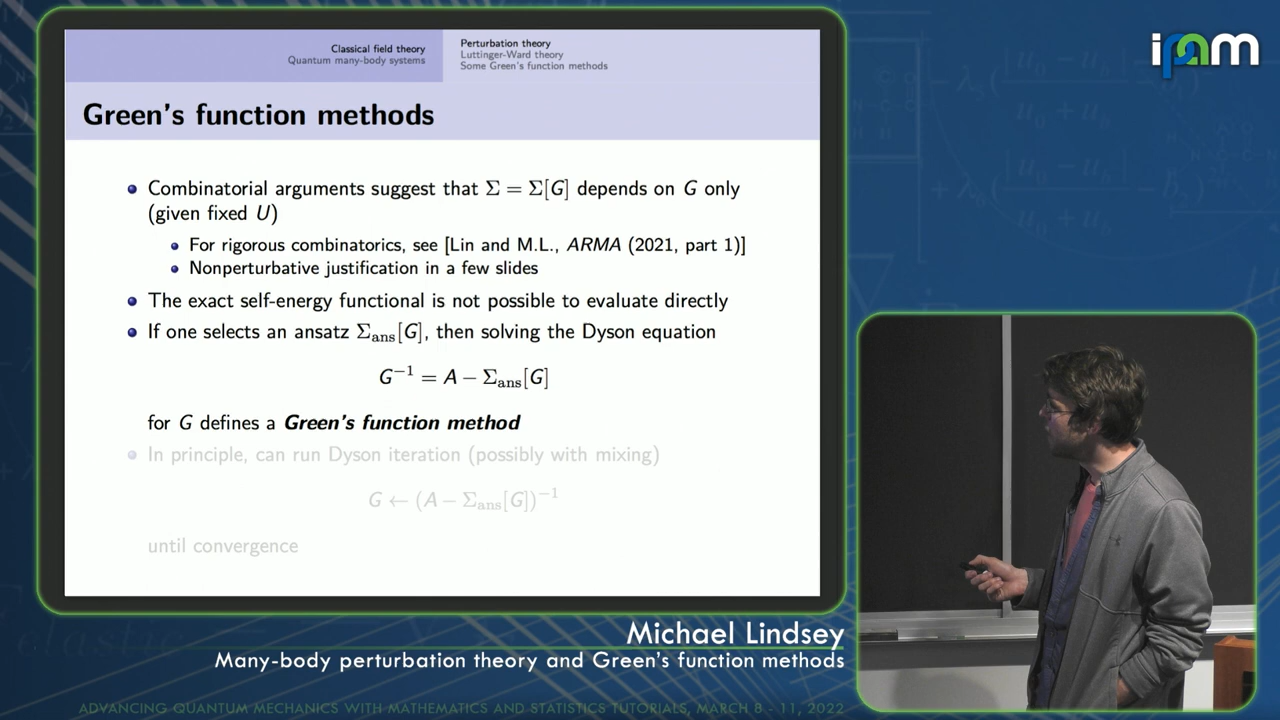 Classical field theory
Quantum many-body systems
Perturbation theory
Luttinger-Ward theory
Some Green's function methods
Green's function methods
Combinatorial arguments suggest that Σ = Σ[G] depends on G only
(given fixed U)
For rigorous combinatorics, see [Lin and M.L., ARMA (2021, part 1)]
Nonperturbative justification in a few slides
The exact self-energy functional is not possible to evaluate directly
If one selects an ansatz Σans[G], then solving the Dyson equation
G⁻¹ = A − Σans[G]
for G defines a Green's function method
In principle, can run Dyson iteration (possibly with mixing)
G ← (A − Σans[G])⁻¹
until convergence
ipam
Michael Lindsey
Many-body perturbation theory and Green's function methods
ADVANCING QUANTUM MECHANICS WITH MATHEMATICS AND STATISTICS TUTORIALS, MARCH 8 - 11, 2022